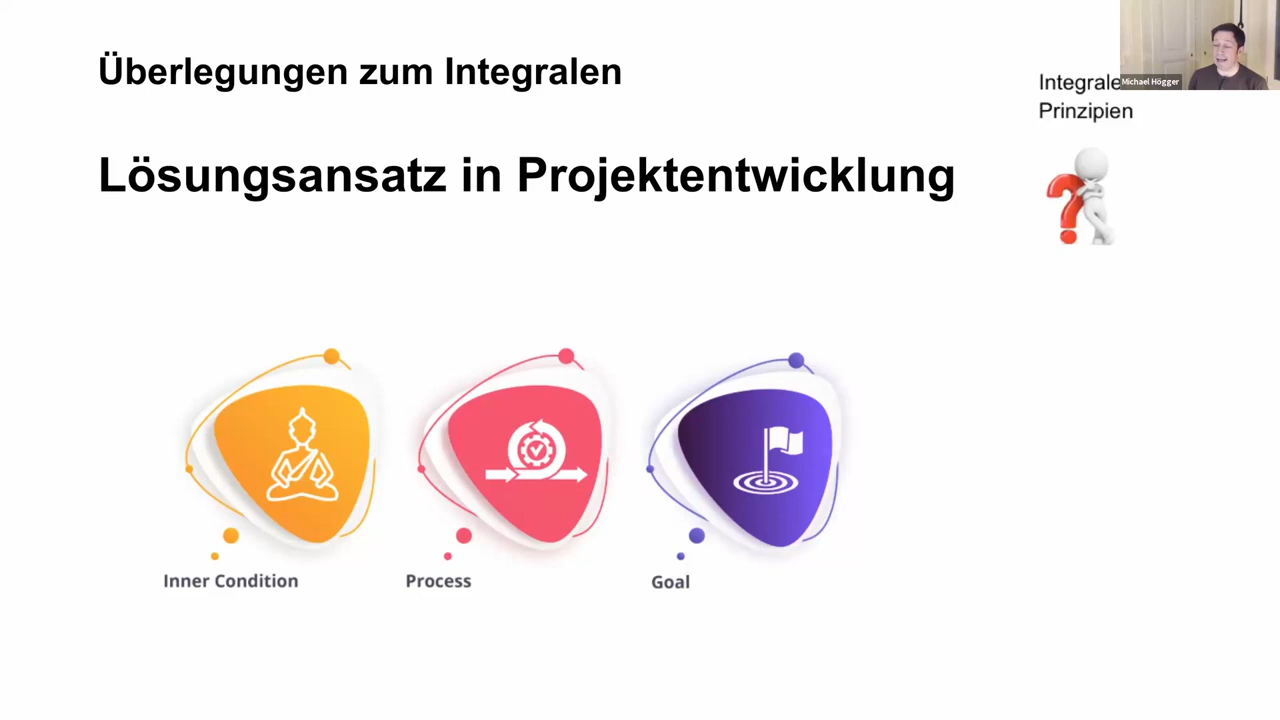 Überlegungen zum Integralen
Lösungsansatz in Projektentwicklung
Integrale
Prinzipien
Michael Högger
Inner Condition
Process
Goal